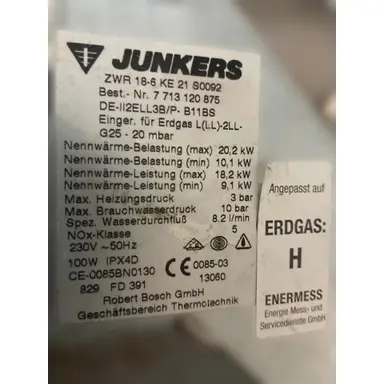 JUNKERS
ZWR 18-6 KE 21 S0092
Best.- Nr. 7 713 120 875
DE-II2ELL3B/P- B11BS
Einger. für Erdgas L(LL)-2LL-
G25 - 20 mbar
Nennwärme-Belastung (max) 20,2 kW
Nennwärme-Belastung (min) 10,1 kW
Nennwärme-Leistung (max) 18,2 kW
Nennwärme-Leistung (min) 9,1 kW
Max. Heizungsdruck 3 bar
Max. Brauchwasserdruck 10 bar
Spez. Wasserdurchfluß 8.2 l/min
NOx-Klasse 5
230V ~50Hz
100W IPX4D
CE-0085BN0130 CE 0085-03
829 FD 391 13060
Robert Bosch GmbH
Geschäftsbereich Thermotechnik
Angepasst auf
ERDGAS:
H
ENERMESS
Energie Mess- und
Servicedienste GmbH